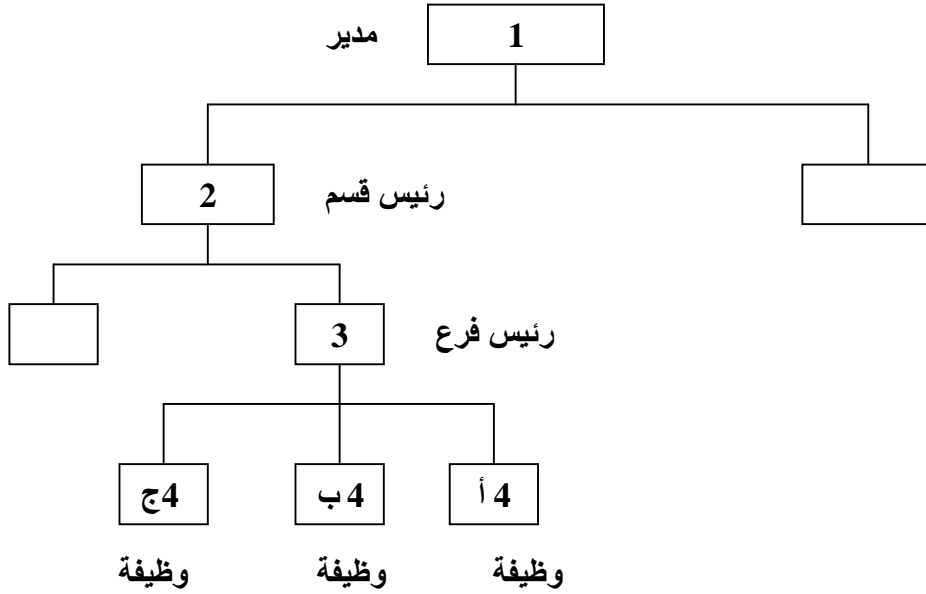 مدير
1
2
رئيس قسم
3
رئيس فرع
4 أ
4 ب
4ج
وظيفة
وظيفة
وظيفة